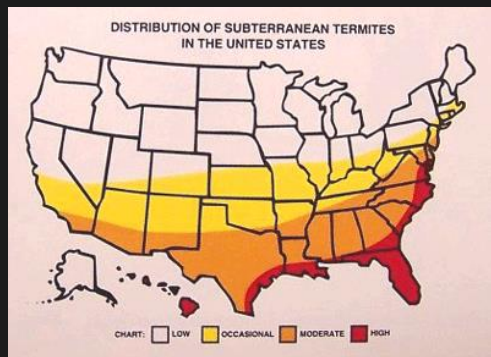 DISTRIBUTION OF SUBTERRANEAN TERMITES
IN THE UNITED STATES
CHART: LOW OCCASIONAL MODERATE HIGH